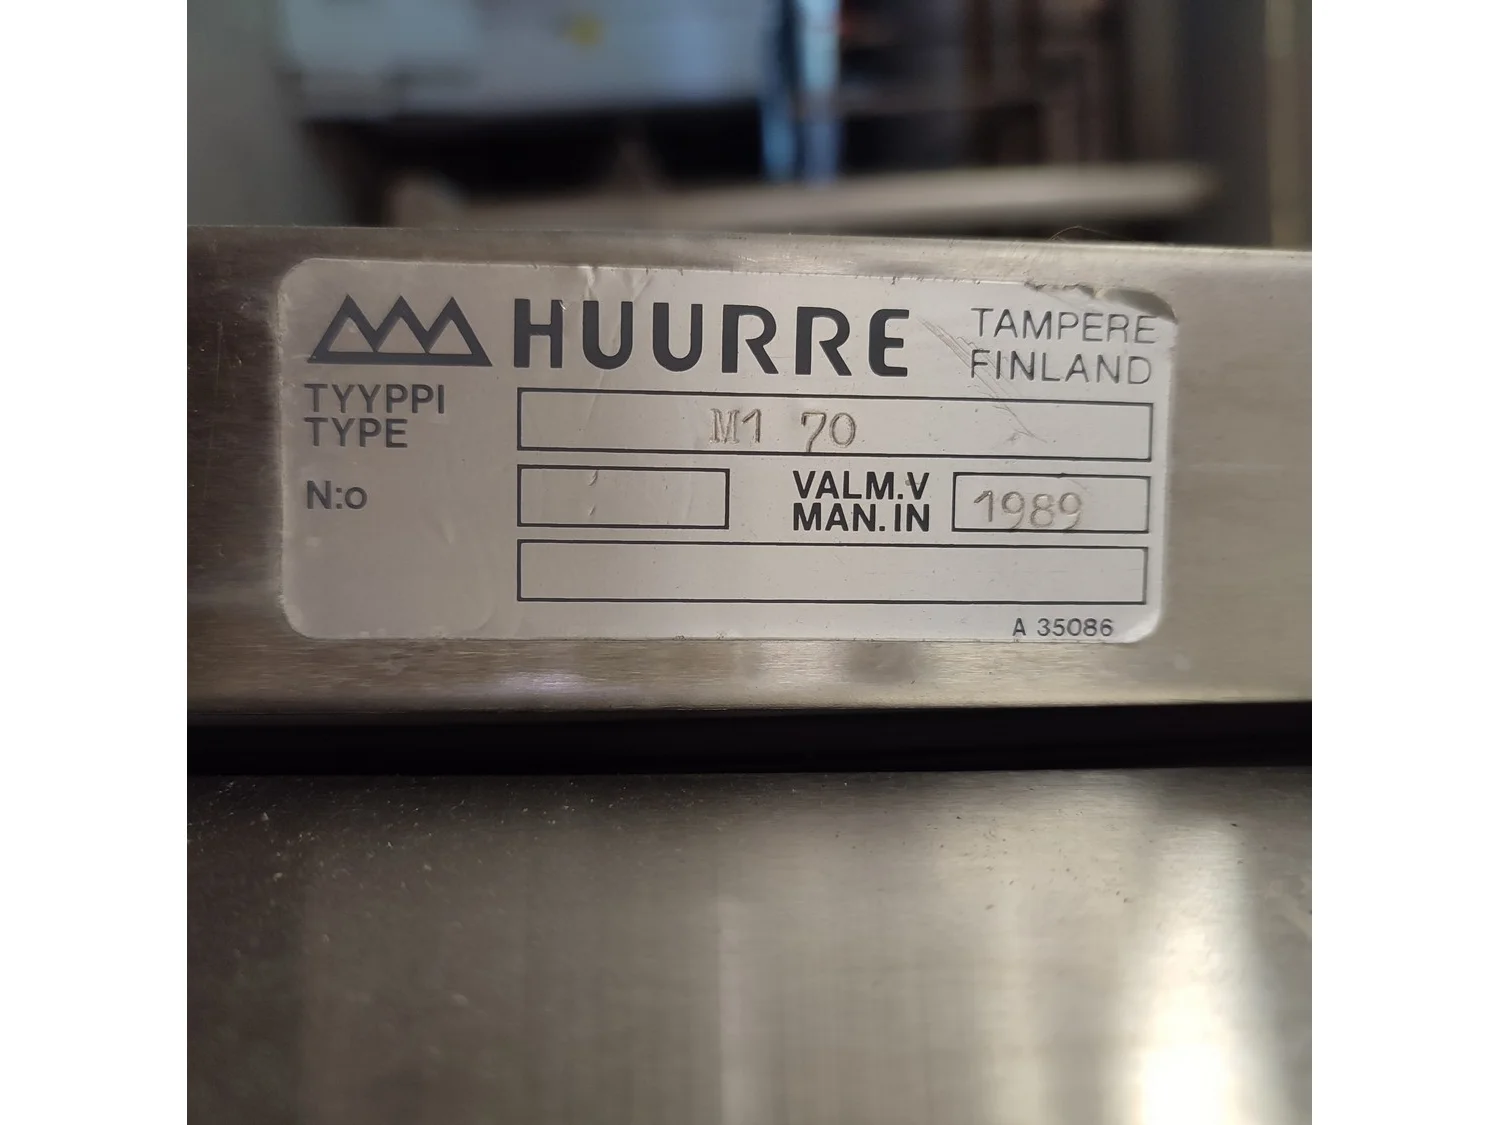 HUURRE
TAMPERE
FINLAND
TYYPPI
TYPE
M1 70
N:o
VALM.V
MAN.IN
1989
A 35086